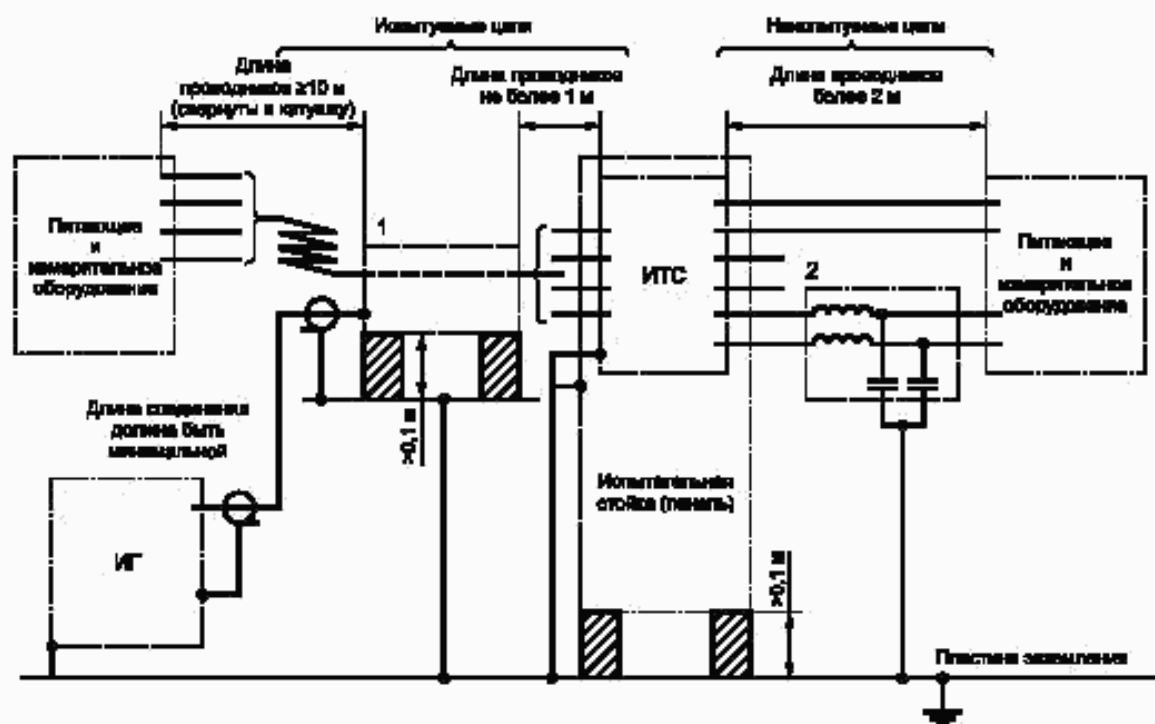 Испытуемые цепи
Неиспытуемые цепи
Длина
проводников ≥10 м
(свернуты в катушку)
Длина проводников
не более 1 м
Длина проводников
более 2 м
1
Питающее
и
измерительное
оборудование
ИТС
2
Питающее
и
измерительное
оборудование
>0,1 м
Длина соединения
должна быть
минимальной
Испытательная
стойка (панель)
ИГ
>0,1 м
Пластина заземления